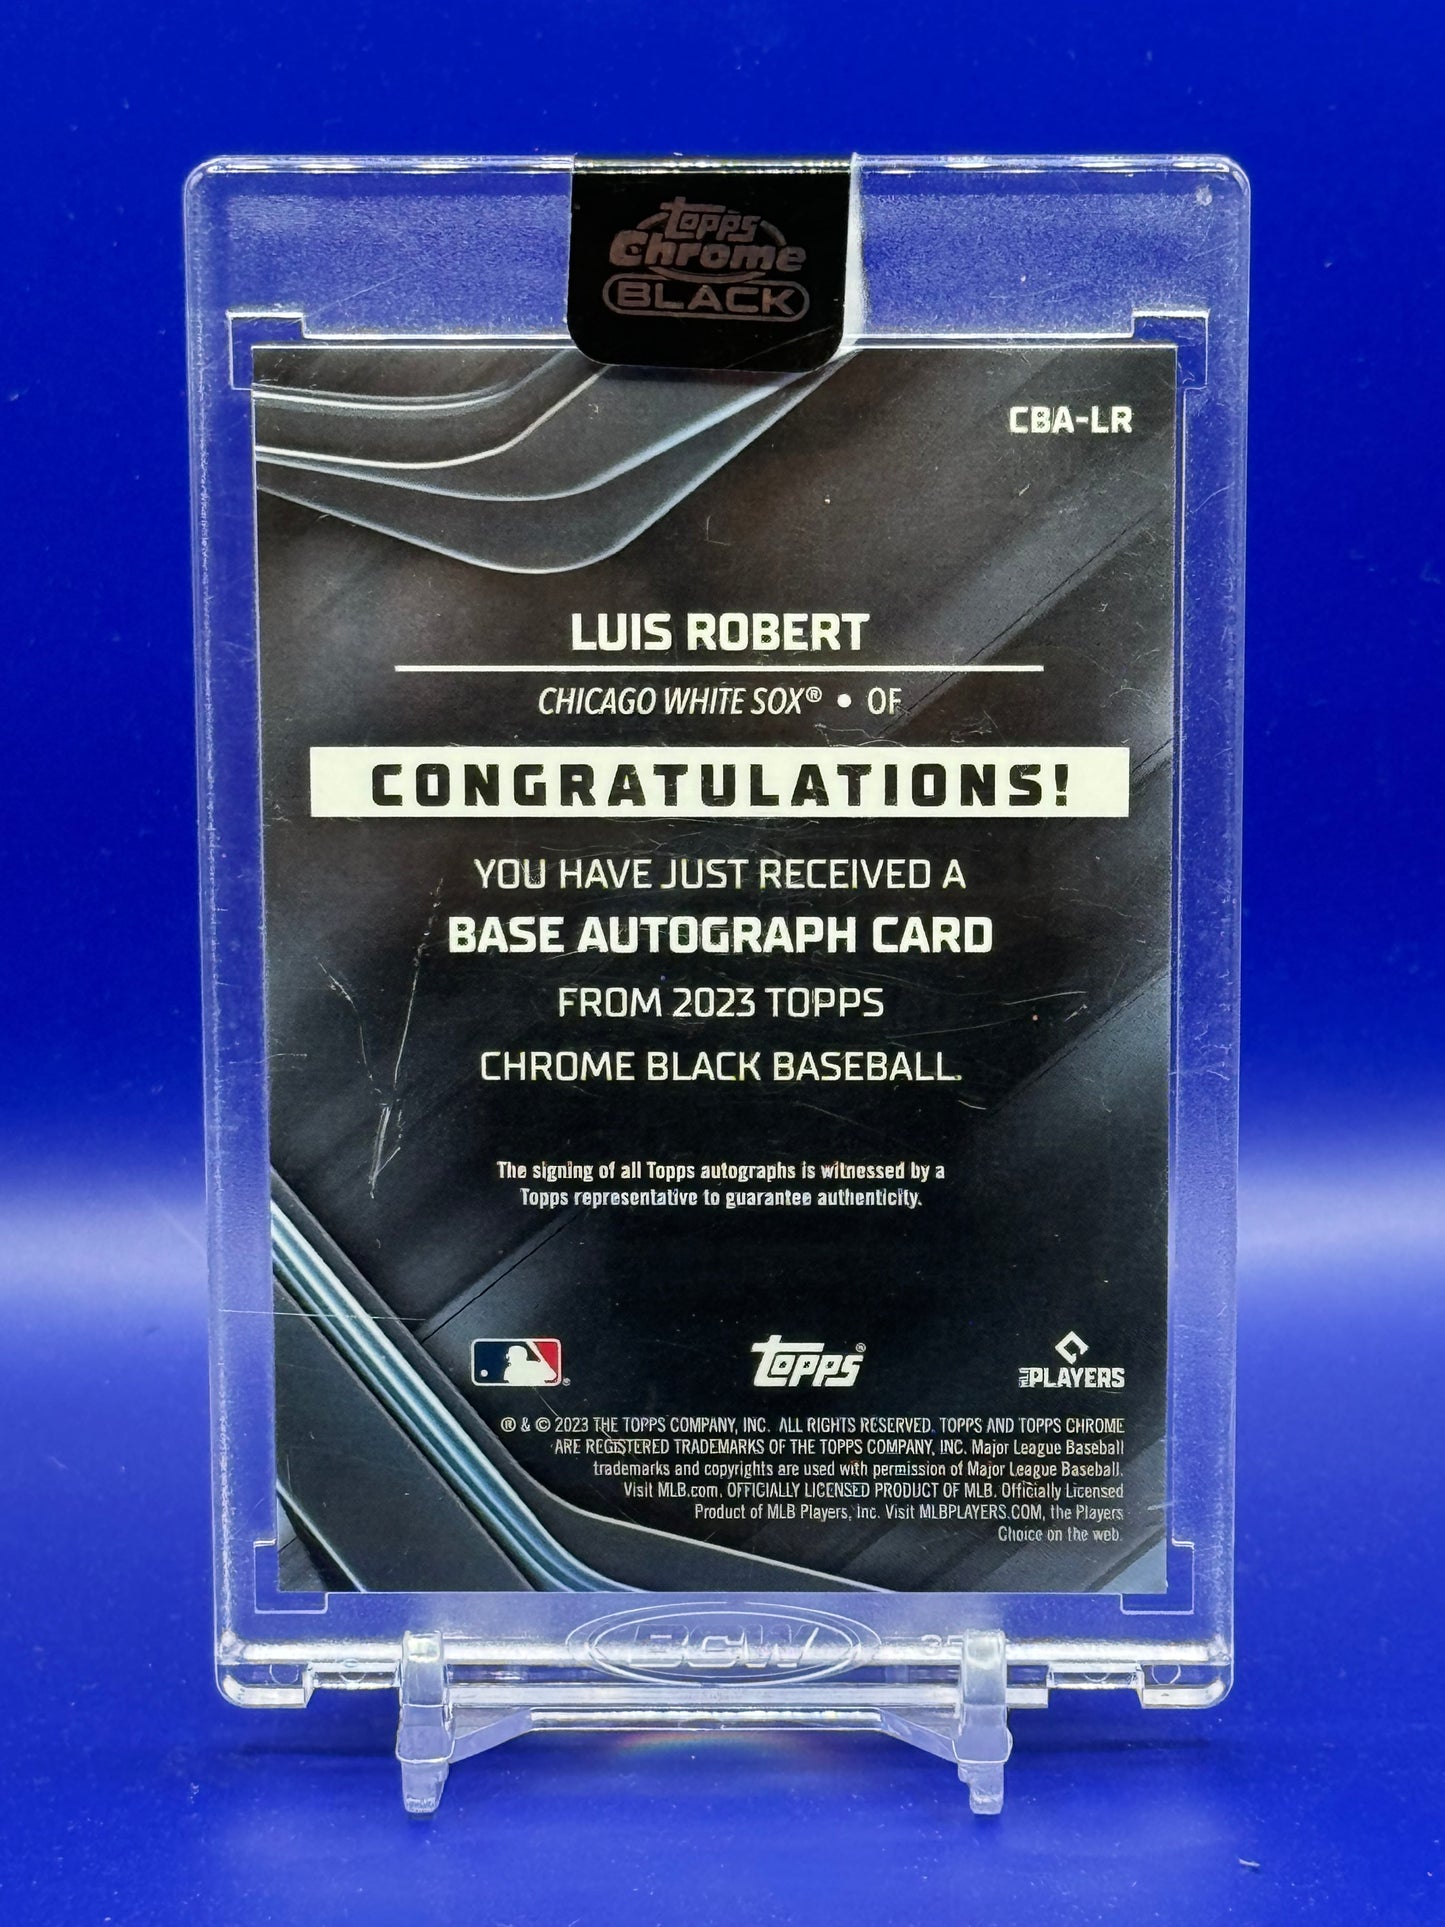 Topps
Chrome
BLACK
CBA-LR
LUIS ROBERT
CHICAGO WHITE SOX® • OF
CONGRATULATIONS!
YOU HAVE JUST RECEIVED A
BASE AUTOGRAPH CARD
FROM 2023 TOPPS
CHROME BLACK BASEBALL.
The signing of all Topps autographs is witnessed by a
Topps representative to guarantee authenticity.
Topps®
MLB PLAYERS
® & © 2023 THE TOPPS COMPANY, INC. ALL RIGHTS RESERVED. TOPPS AND TOPPS CHROME
ARE REGISTERED TRADEMARKS OF THE TOPPS COMPANY, INC. Major League Baseball
trademarks and copyrights are used with permission of Major League Baseball.
Visit MLB.com. OFFICIALLY LICENSED PRODUCT OF MLB. Officially Licensed
Product of MLB Players, Inc. Visit MLBPLAYERS.COM, the Players
Choice on the web.
BCW